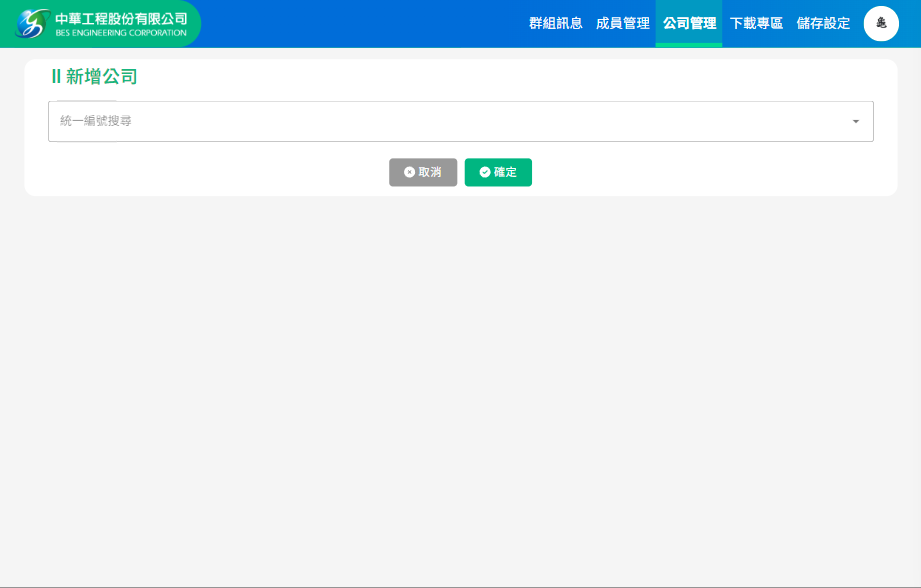 中華工程股份有限公司
BES ENGINEERING CORPORATION
群組訊息 成員管理 公司管理 下載專區 儲存設定 龜
新增公司
統一編號搜尋
取消 確定